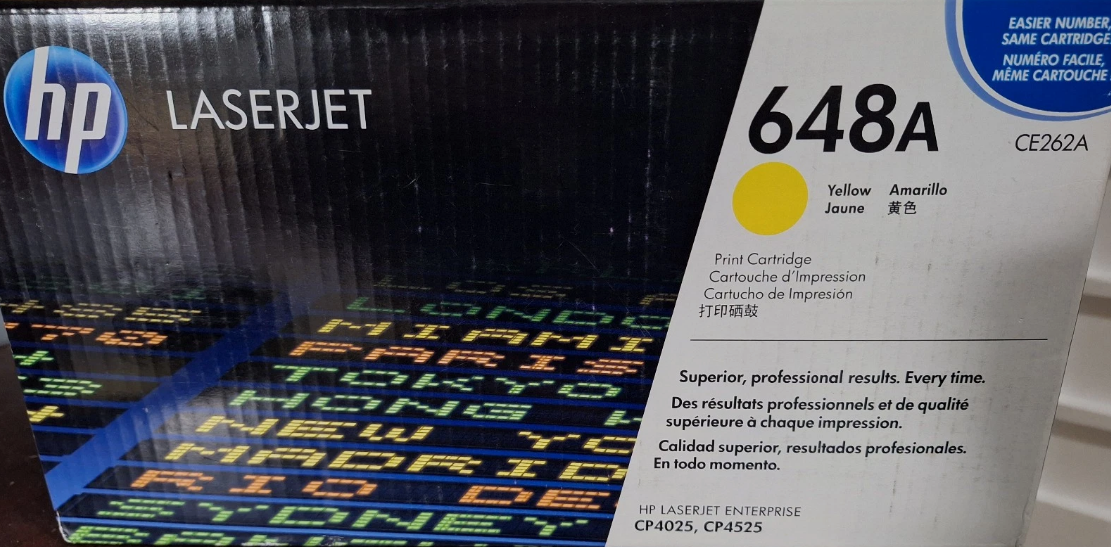 hp
LASERJET
EASIER NUMBER,
SAME CARTRIDGE
NUMÉRO FACILE,
MÊME CARTOUCHE
648A
CE262A
Yellow Amarillo
Jaune 黄色
Print Cartridge
Cartouche d'Impression
Cartucho de Impresión
打印硒鼓
Superior, professional results. Every time.
Des résultats professionnels et de qualité
supérieure à chaque impression.
Calidad superior, resultados profesionales.
En todo momento.
HP LASERJET ENTERPRISE
CP4025, CP4525
MIAMI
PARIS
TOKYO
HONG
NEW
MADRID
RIO DE
SYDNEY